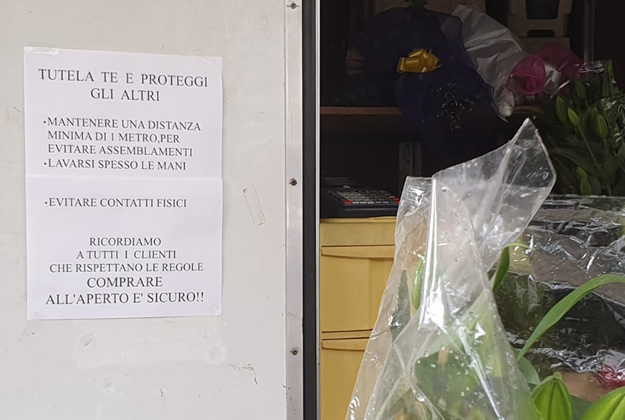 TUTELA TE E PROTEGGI
GLI ALTRI
•MANTENERE UNA DISTANZA
MINIMA DI 1 METRO,PER
EVITARE ASSEMBLAMENTI
•LAVARSI SPESSO LE MANI
•EVITARE CONTATTI FISICI
RICORDIAMO
A TUTTI I CLIENTI
CHE RISPETTANO LE REGOLE
COMPRARE
ALL'APERTO E' SICURO!!